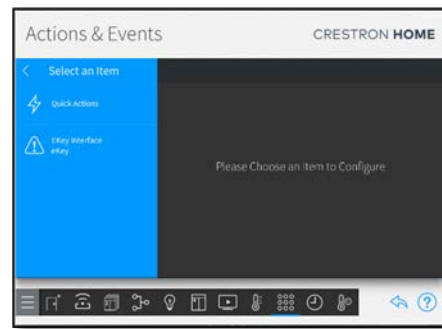 Actions & Events
CRESTRON HOME
Select an Item
Quick Actions
EKey Interface
eKey
Please Choose an Item to Configure